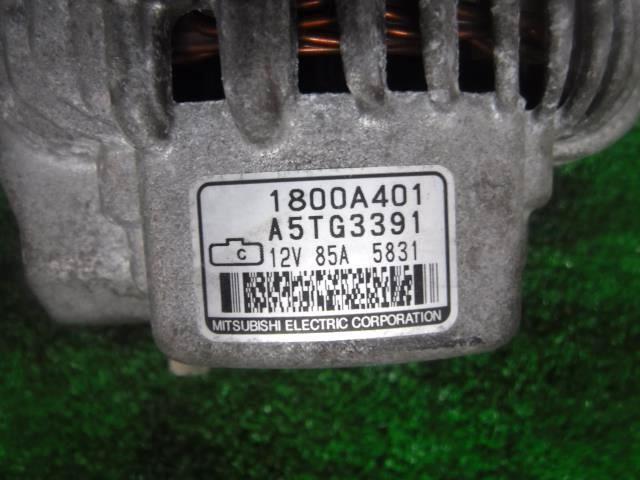 1800A401
A5TG3391
C 12V 85A 5831
MITSUBISHI ELECTRIC CORPORATION